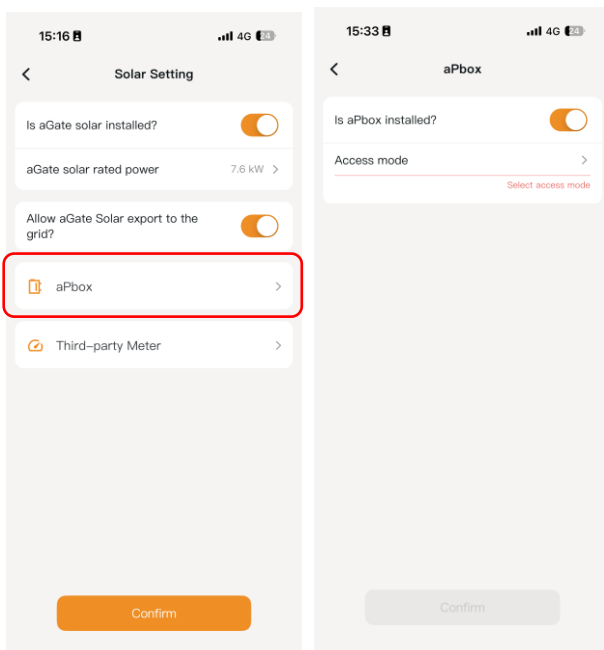 15:16
4G 24
Solar Setting
Is aGate solar installed?
aGate solar rated power 7.6 kW
Allow aGate Solar export to the
grid?
aPbox
Third-party Meter
Confirm
15:33
4G 24
aPbox
Is aPbox installed?
Access mode
Select access mode
Confirm